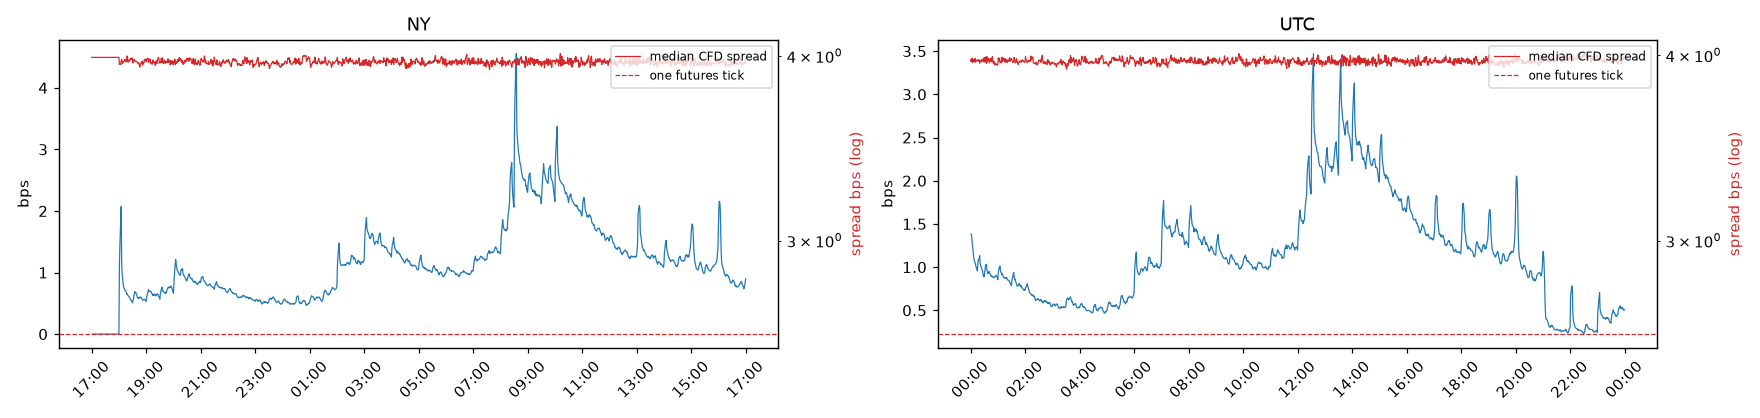 NY
median CFD spread
one futures tick
bps
4
3
2
1
0
4 × 10⁰
3 × 10⁰
spread bps (log)
17:00
19:00
21:00
23:00
01:00
03:00
05:00
07:00
09:00
11:00
13:00
15:00
17:00
UTC
median CFD spread
one futures tick
bps
3.5
3.0
2.5
2.0
1.5
1.0
0.5
4 × 10⁰
3 × 10⁰
spread bps (log)
00:00
02:00
04:00
06:00
08:00
10:00
12:00
14:00
16:00
18:00
20:00
22:00
00:00